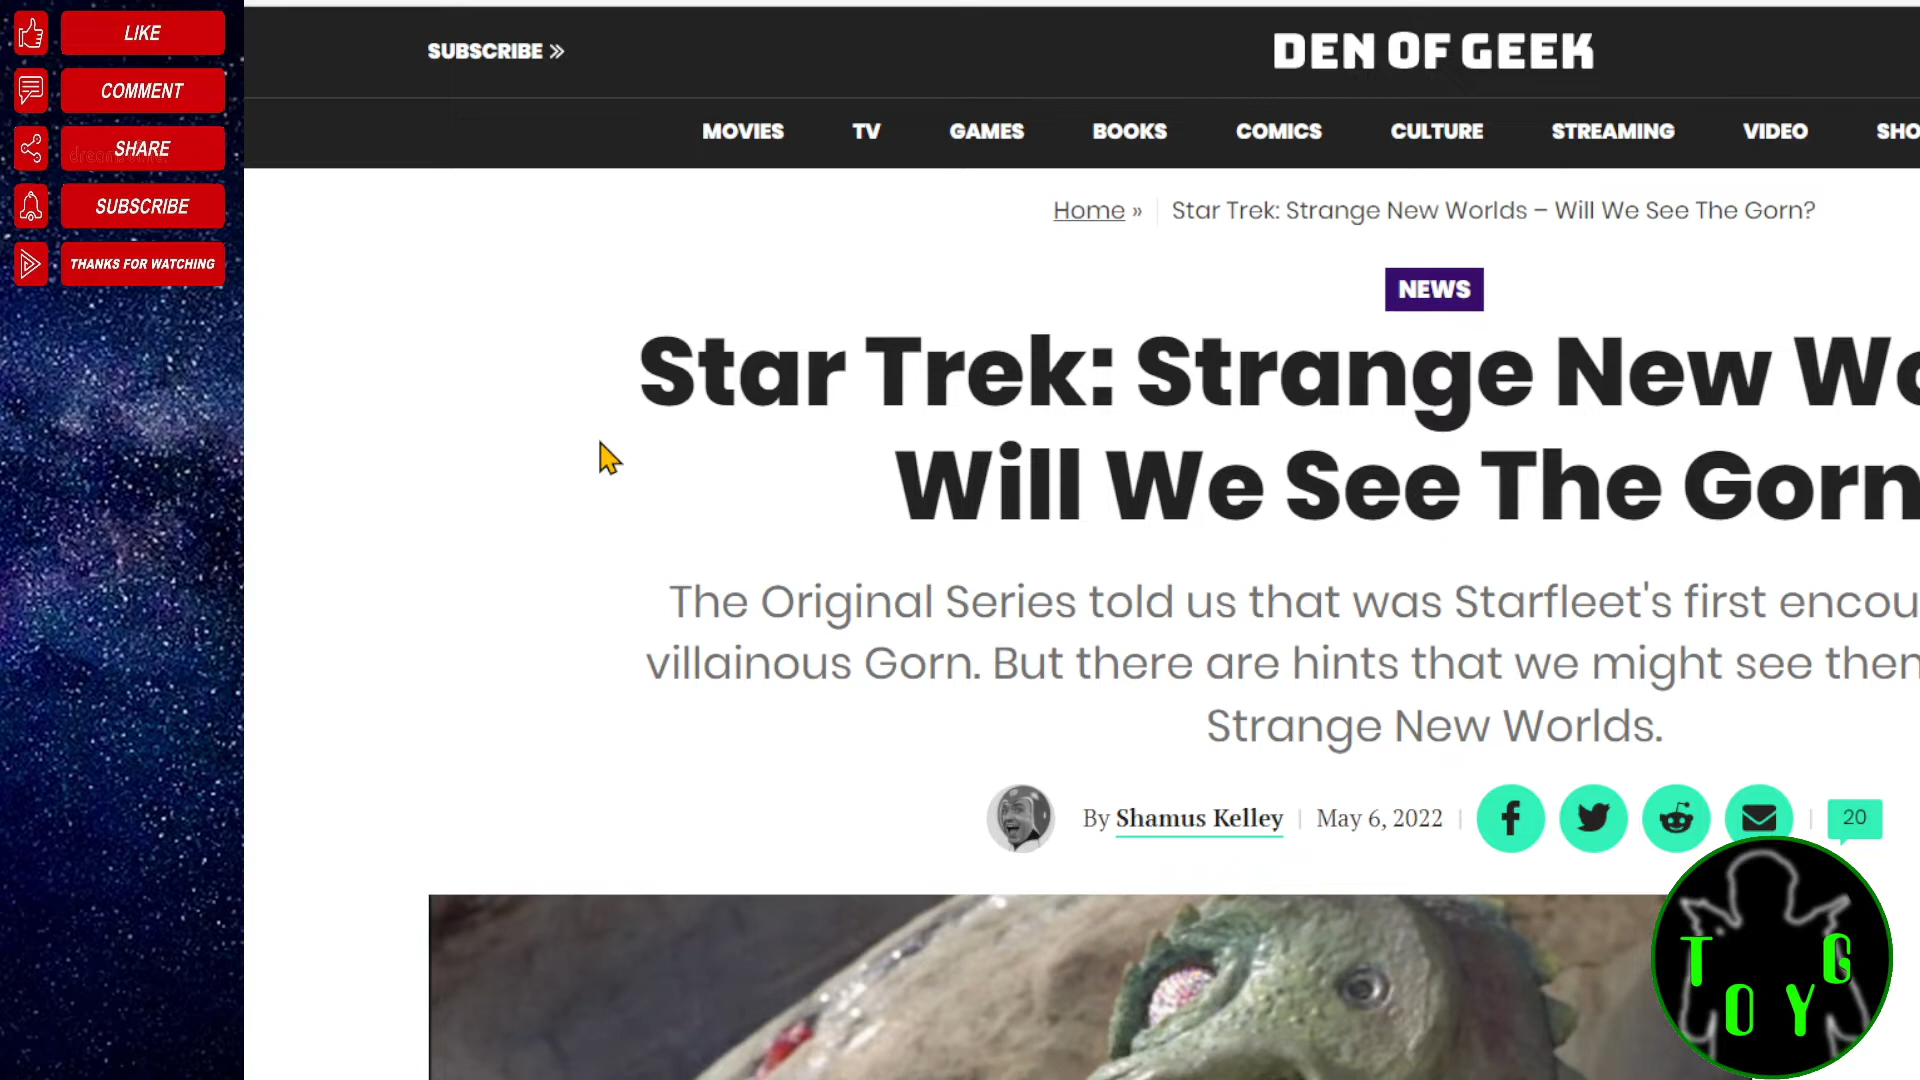 LIKE
COMMENT
SHARE
SUBSCRIBE
THANKS FOR WATCHING
SUBSCRIBE »
DEN OF GEEK
MOVIES TV GAMES BOOKS COMICS CULTURE STREAMING VIDEO SHO
Home » Star Trek: Strange New Worlds – Will We See The Gorn?
NEWS
Star Trek: Strange New Wo
Will We See The Gorn
The Original Series told us that was Starfleet's first encou
villainous Gorn. But there are hints that we might see then
Strange New Worlds.
By Shamus Kelley | May 6, 2022
20
T G
O Y